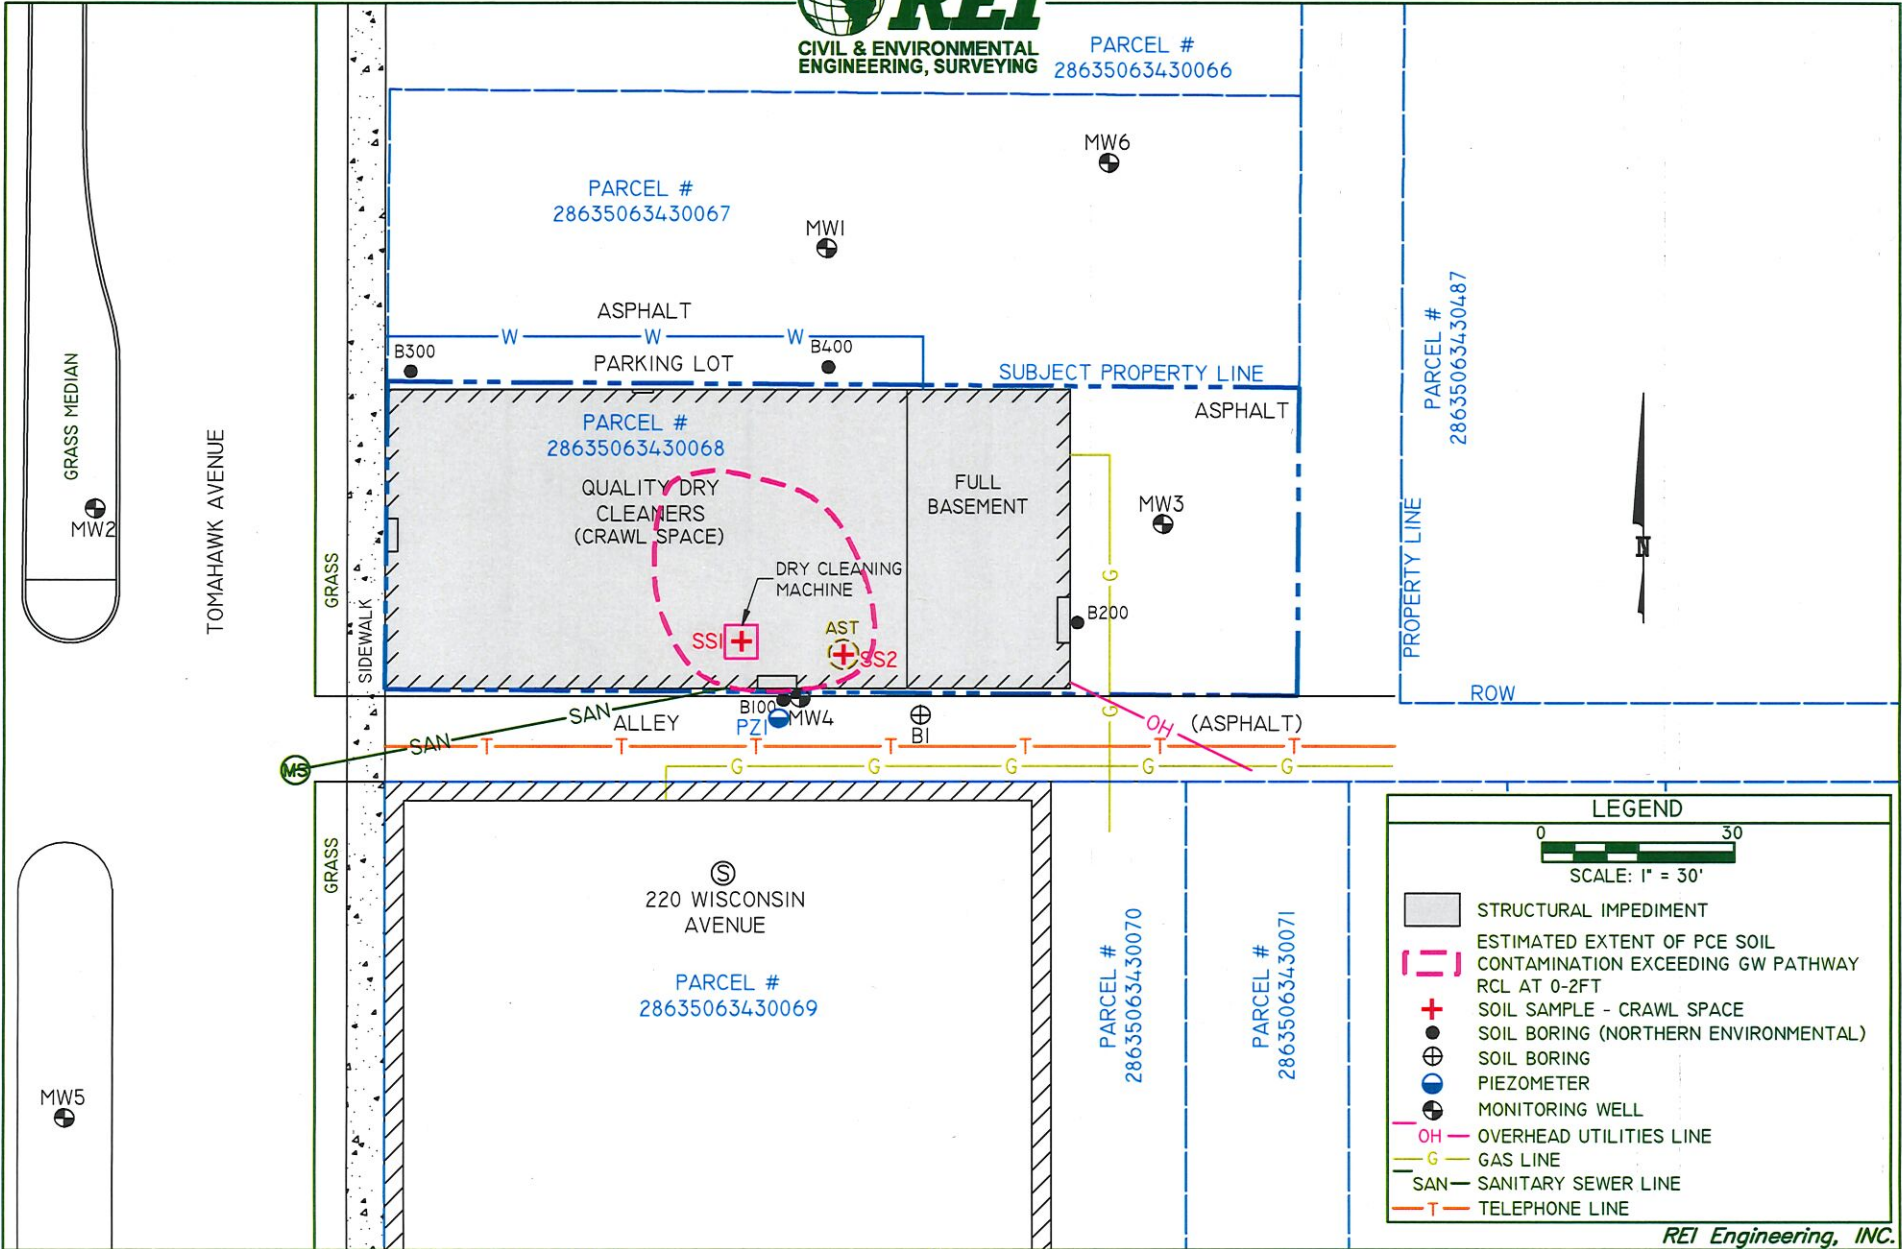 REI
CIVIL & ENVIRONMENTAL
ENGINEERING, SURVEYING
PARCEL #
28635063430066
MW6
PARCEL #
28635063430067
MW1
ASPHALT
W W W
B300
PARKING LOT
B400
SUBJECT PROPERTY LINE
PARCEL #
28635063430487
GRASS MEDIAN
TOMAHAWK AVENUE
PARCEL #
28635063430068
ASPHALT
QUALITY DRY
CLEANERS
(CRAWL SPACE)
FULL
BASEMENT
MW2
MW3
PROPERTY LINE
N
GRASS
SIDEWALK
DRY CLEANING
MACHINE
G
B200
AST
SS1
SS2
ROW
SAN
B100
MW4
PZ1
B1
ALLEY
G
OH
(ASPHALT)
SAN
T T T T T T T
MS
G G G G G
GRASS
S
220 WISCONSIN
AVENUE
PARCEL #
28635063430069
PARCEL #
28635063430070
PARCEL #
28635063430071
MW5
LEGEND
0 30
SCALE: 1" = 30'
STRUCTURAL IMPEDIMENT
ESTIMATED EXTENT OF PCE SOIL
CONTAMINATION EXCEEDING GW PATHWAY
RCL AT 0-2FT
SOIL SAMPLE - CRAWL SPACE
SOIL BORING (NORTHERN ENVIRONMENTAL)
SOIL BORING
PIEZOMETER
MONITORING WELL
OH OVERHEAD UTILITIES LINE
G GAS LINE
SAN SANITARY SEWER LINE
T TELEPHONE LINE
REI Engineering, INC.